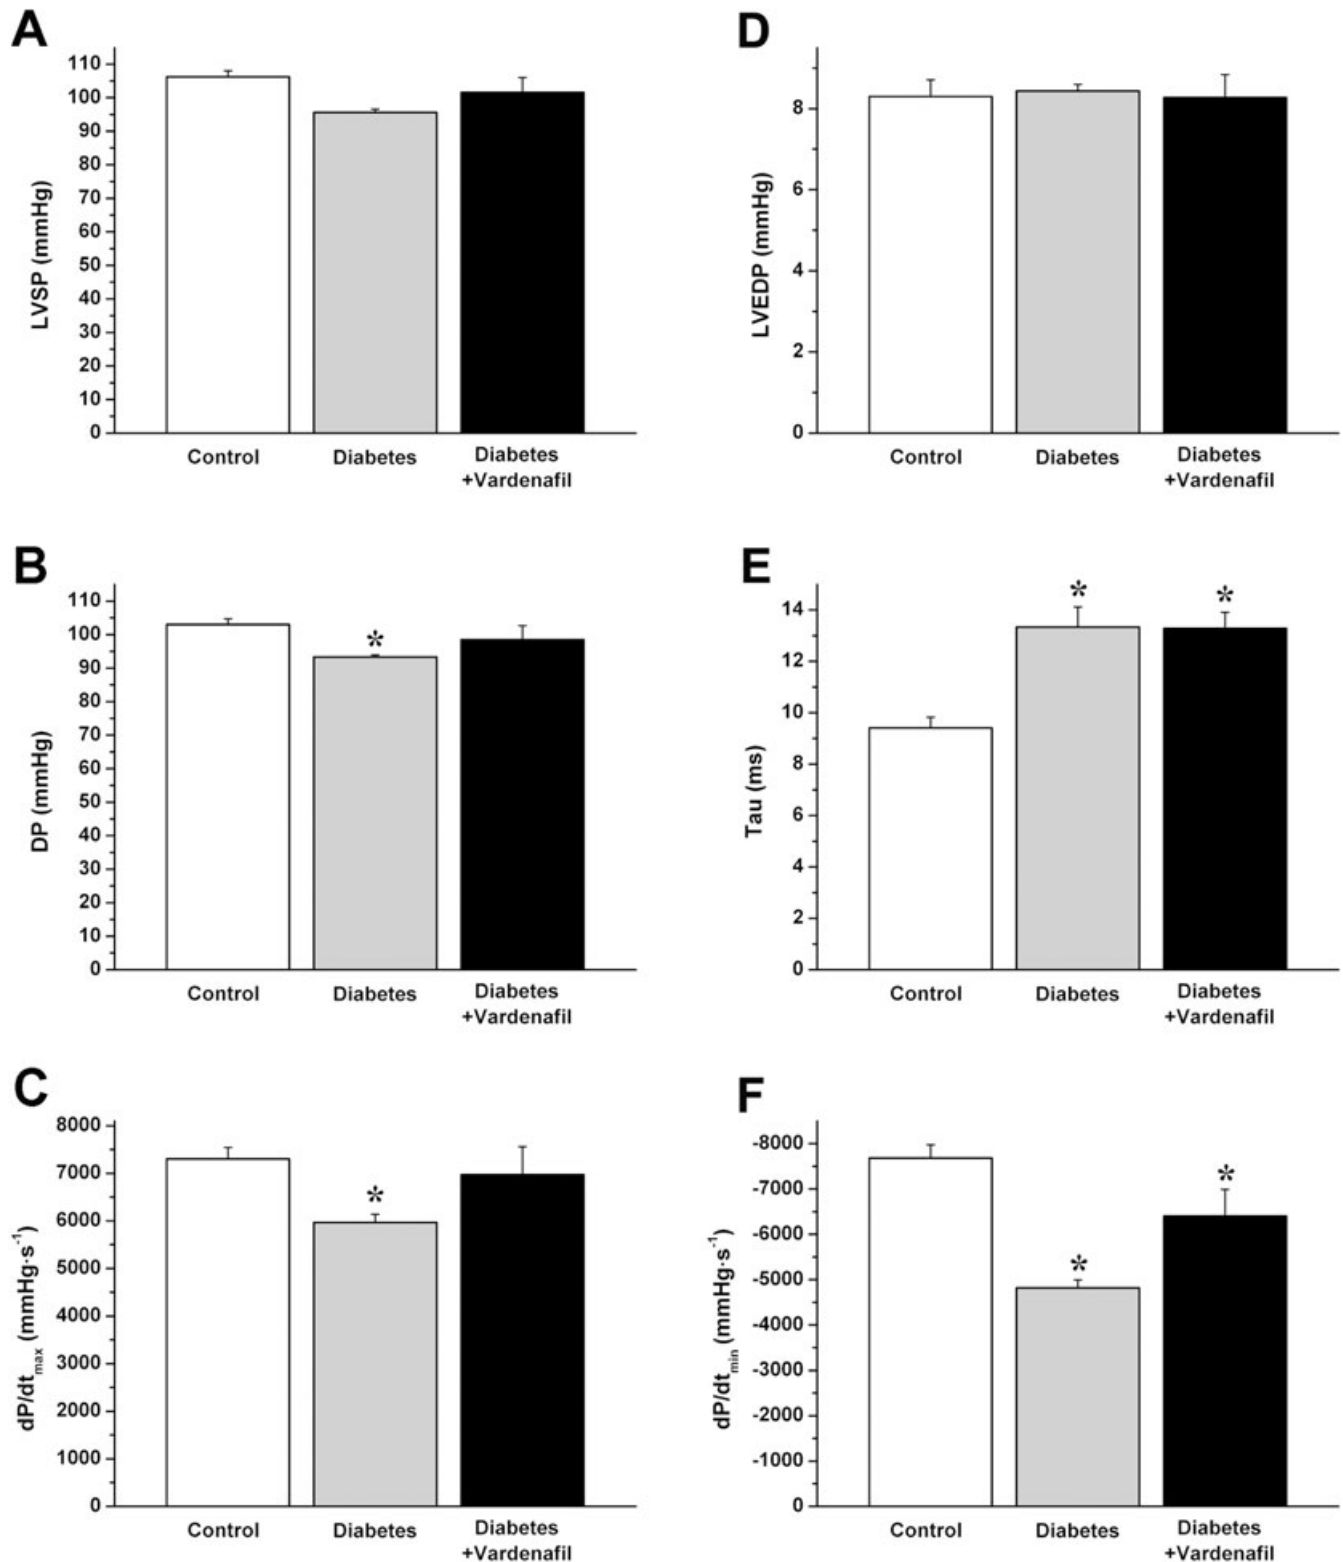 A
LVSP (mmHg)
110
100
90
80
70
60
50
40
30
20
10
0
Control
Diabetes
Diabetes
+Vardenafil
D
LVEDP (mmHg)
8
6
4
2
0
Control
Diabetes
Diabetes
+Vardenafil
B
DP (mmHg)
110
100
90
80
70
60
50
40
30
20
10
0
*
Control
Diabetes
Diabetes
+Vardenafil
E
Tau (ms)
14
12
10
8
6
4
2
0
*
*
Control
Diabetes
Diabetes
+Vardenafil
C
dP/dtmax (mmHg·s-1)
8000
7000
6000
5000
4000
3000
2000
1000
0
*
Control
Diabetes
Diabetes
+Vardenafil
F
dP/dtmin (mmHg·s-1)
-8000
-7000
-6000
-5000
-4000
-3000
-2000
-1000
0
*
*
Control
Diabetes
Diabetes
+Vardenafil